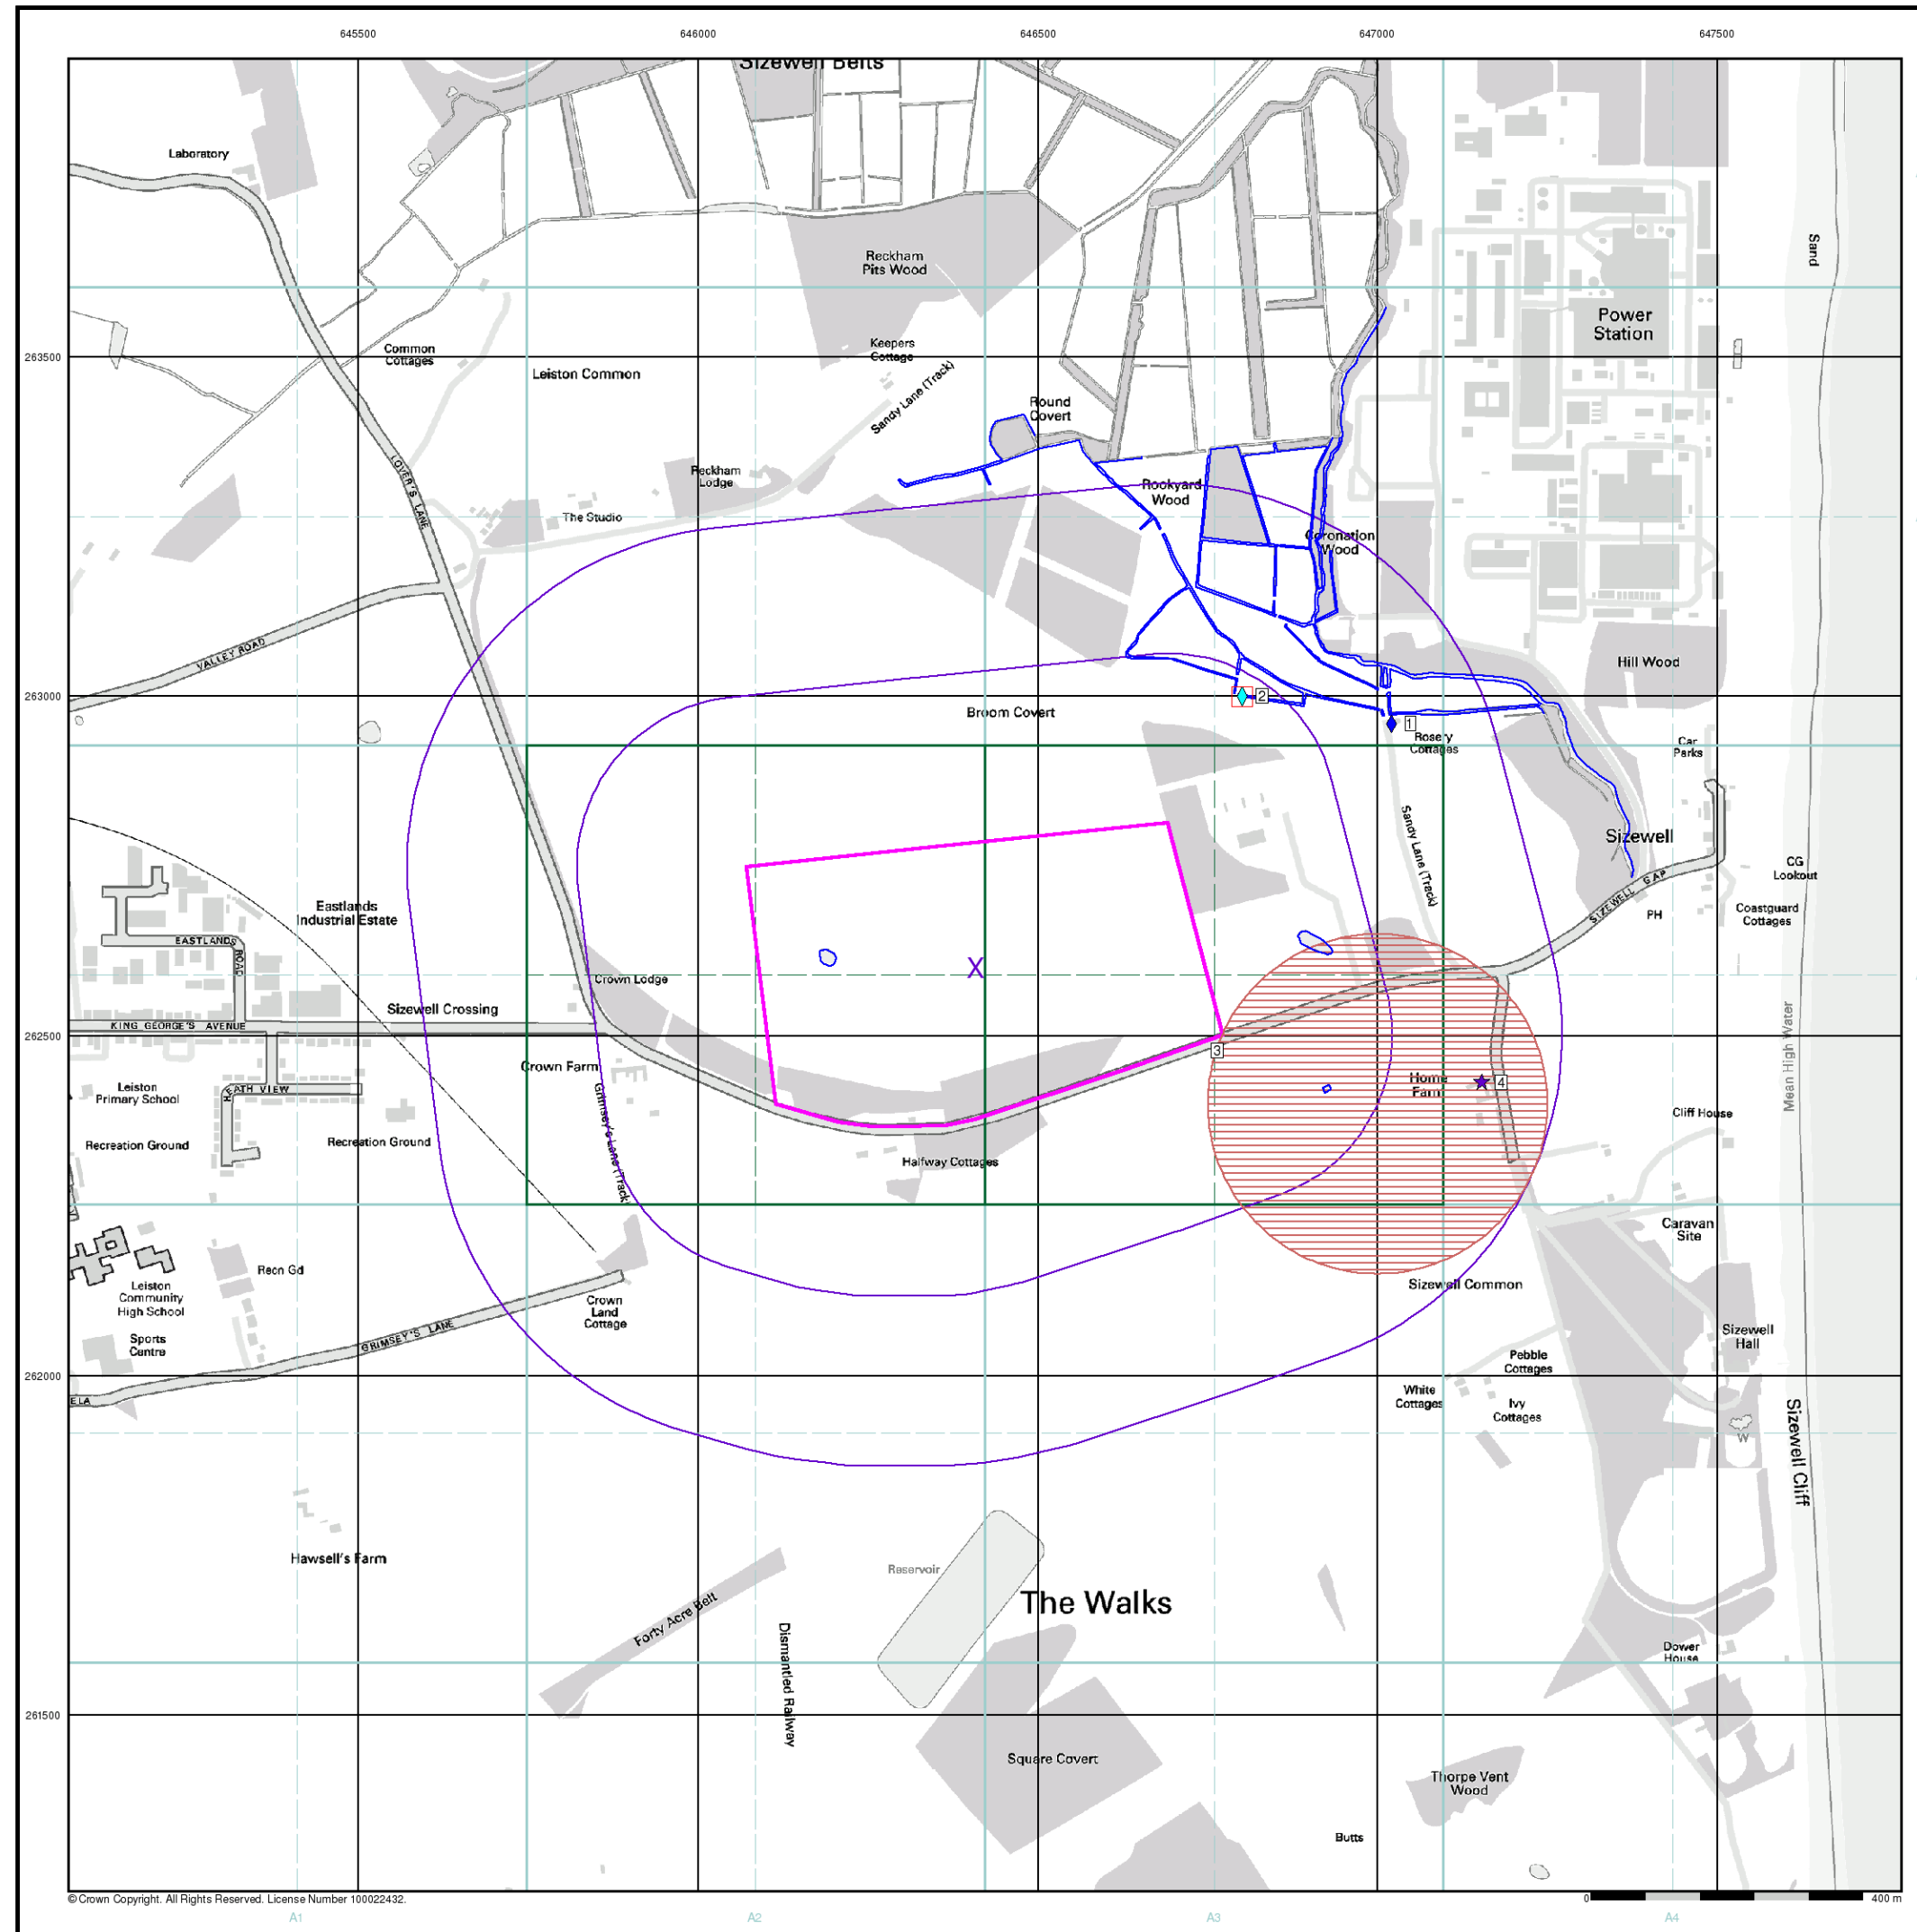 645500 646000 646500 647000 647500
Sizewell Belts
Laboratory
Sand
Reckham
Pits Wood
Power
Station
263500
Common
Cottages
Keepers
Cottage
Leiston Common
Sandy Lane (Track)
Round
Covert
LOVER'S LANE
Reckham
Lodge
Rookyard
Wood
The Studio
Coronation
Wood
VALLEY ROAD
Hill Wood
263000
2
Broom Covert
1
Rosery
Cottages
Car
Parks
Sandy Lane (Track)
Sizewell
CG
Lookout
SIZEWELL GAP
PH
Coastguard
Cottages
Eastlands
Industrial Estate
EASTLANDS
ROAD
X
Crown Lodge
Sizewell Crossing
KING GEORGE'S AVENUE
262500
3
Mean High Water
Crown Farm
Home
Farm
4
Leiston
Primary School
HEATH VIEW
Grimsey's Lane (Track)
Cliff House
Recreation Ground
Recreation Ground
Halfway Cottages
Caravan
Site
Recn Gd
Leiston
Community
High School
Sizewell Common
Crown
Land
Cottage
Sports
Centre
GRIMSEY'S LANE
Sizewell
Hall
Pebble
Cottages
262000
ELA
White
Cottages
Ivy
Cottages
W
Sizewell Cliff
Hawsell's Farm
Reservoir
The Walks
Forty Acre Belt
Dismantled Railway
Dower
House
261500
Square Covert
Thorpe Vent
Wood
Butts
© Crown Copyright. All Rights Reserved. License Number 100022432.
0 400 m
A1 A2 A3 A4